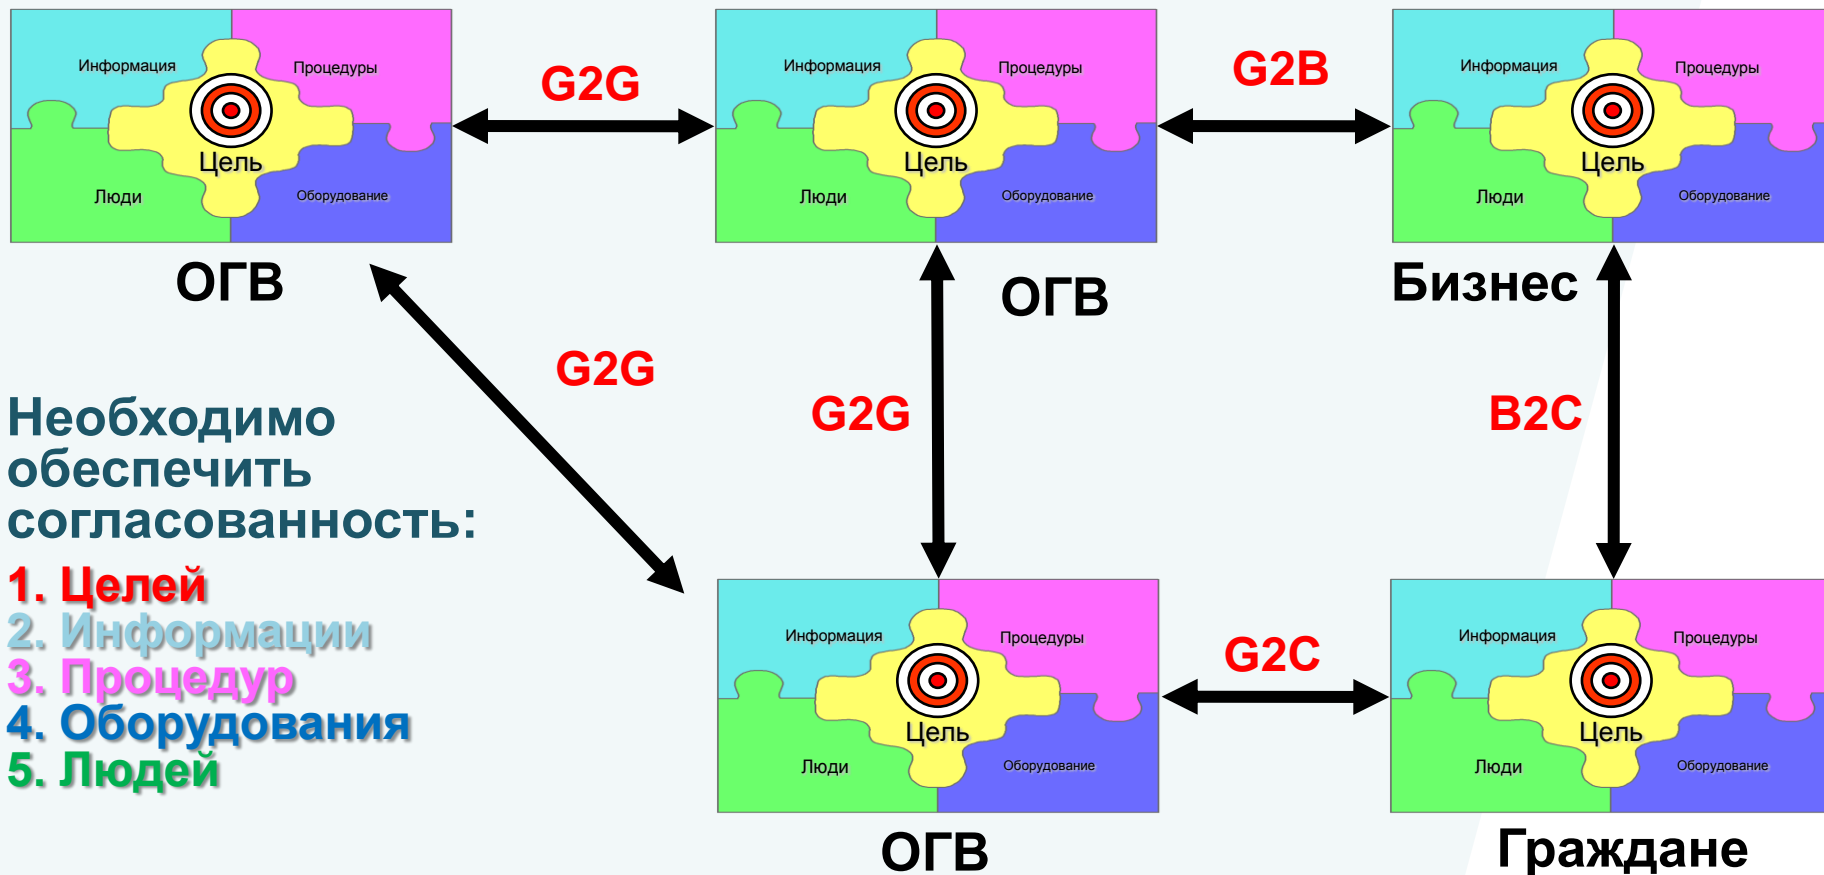 Информация
Процедуры
Цель
Люди
Оборудование
ОГВ
G2G
Информация
Процедуры
Цель
Люди
Оборудование
ОГВ
G2B
Информация
Процедуры
Цель
Люди
Оборудование
Бизнес
G2G
G2G
B2C
Необходимо
обеспечить
согласованность:
1. Целей
2. Информации
3. Процедур
4. Оборудования
5. Людей
Информация
Процедуры
Цель
Люди
Оборудование
ОГВ
G2C
Информация
Процедуры
Цель
Люди
Оборудование
Граждане